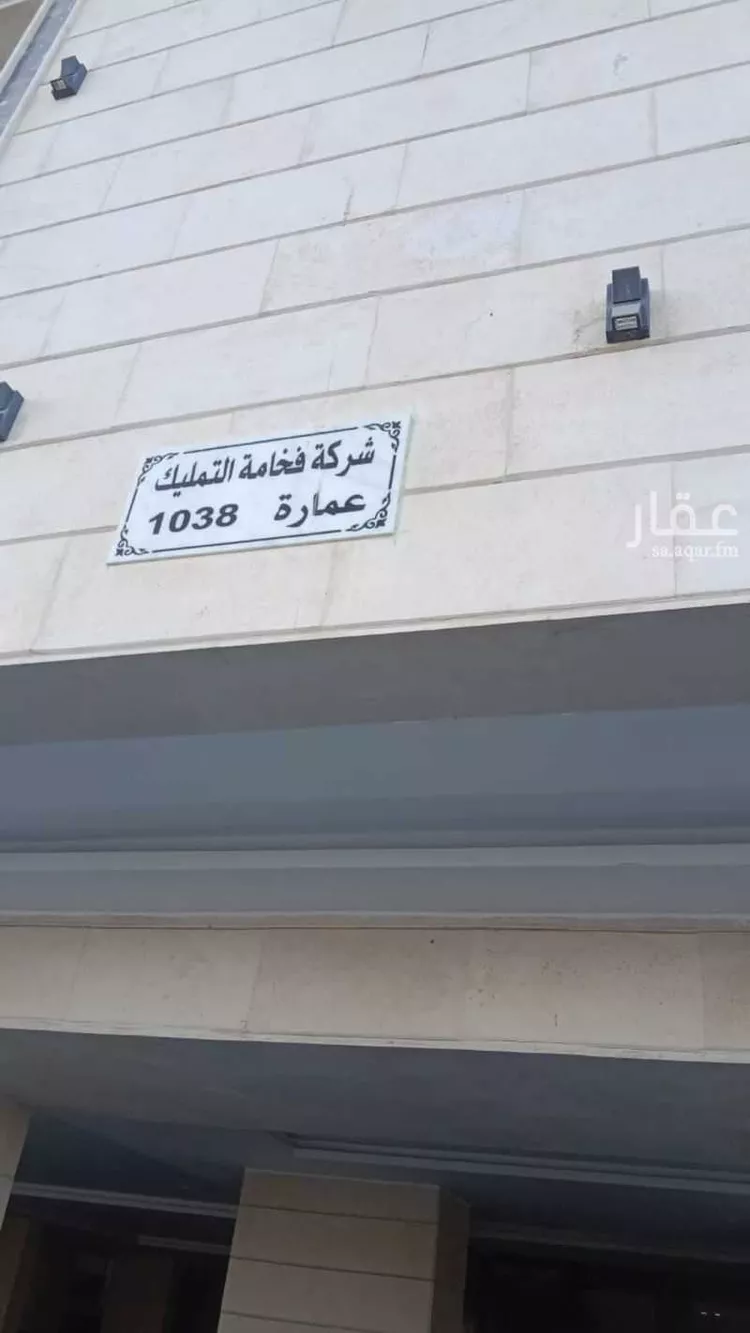 شركة فخامة التمليك
عمارة 1038
عقار
sa.aqar.fm